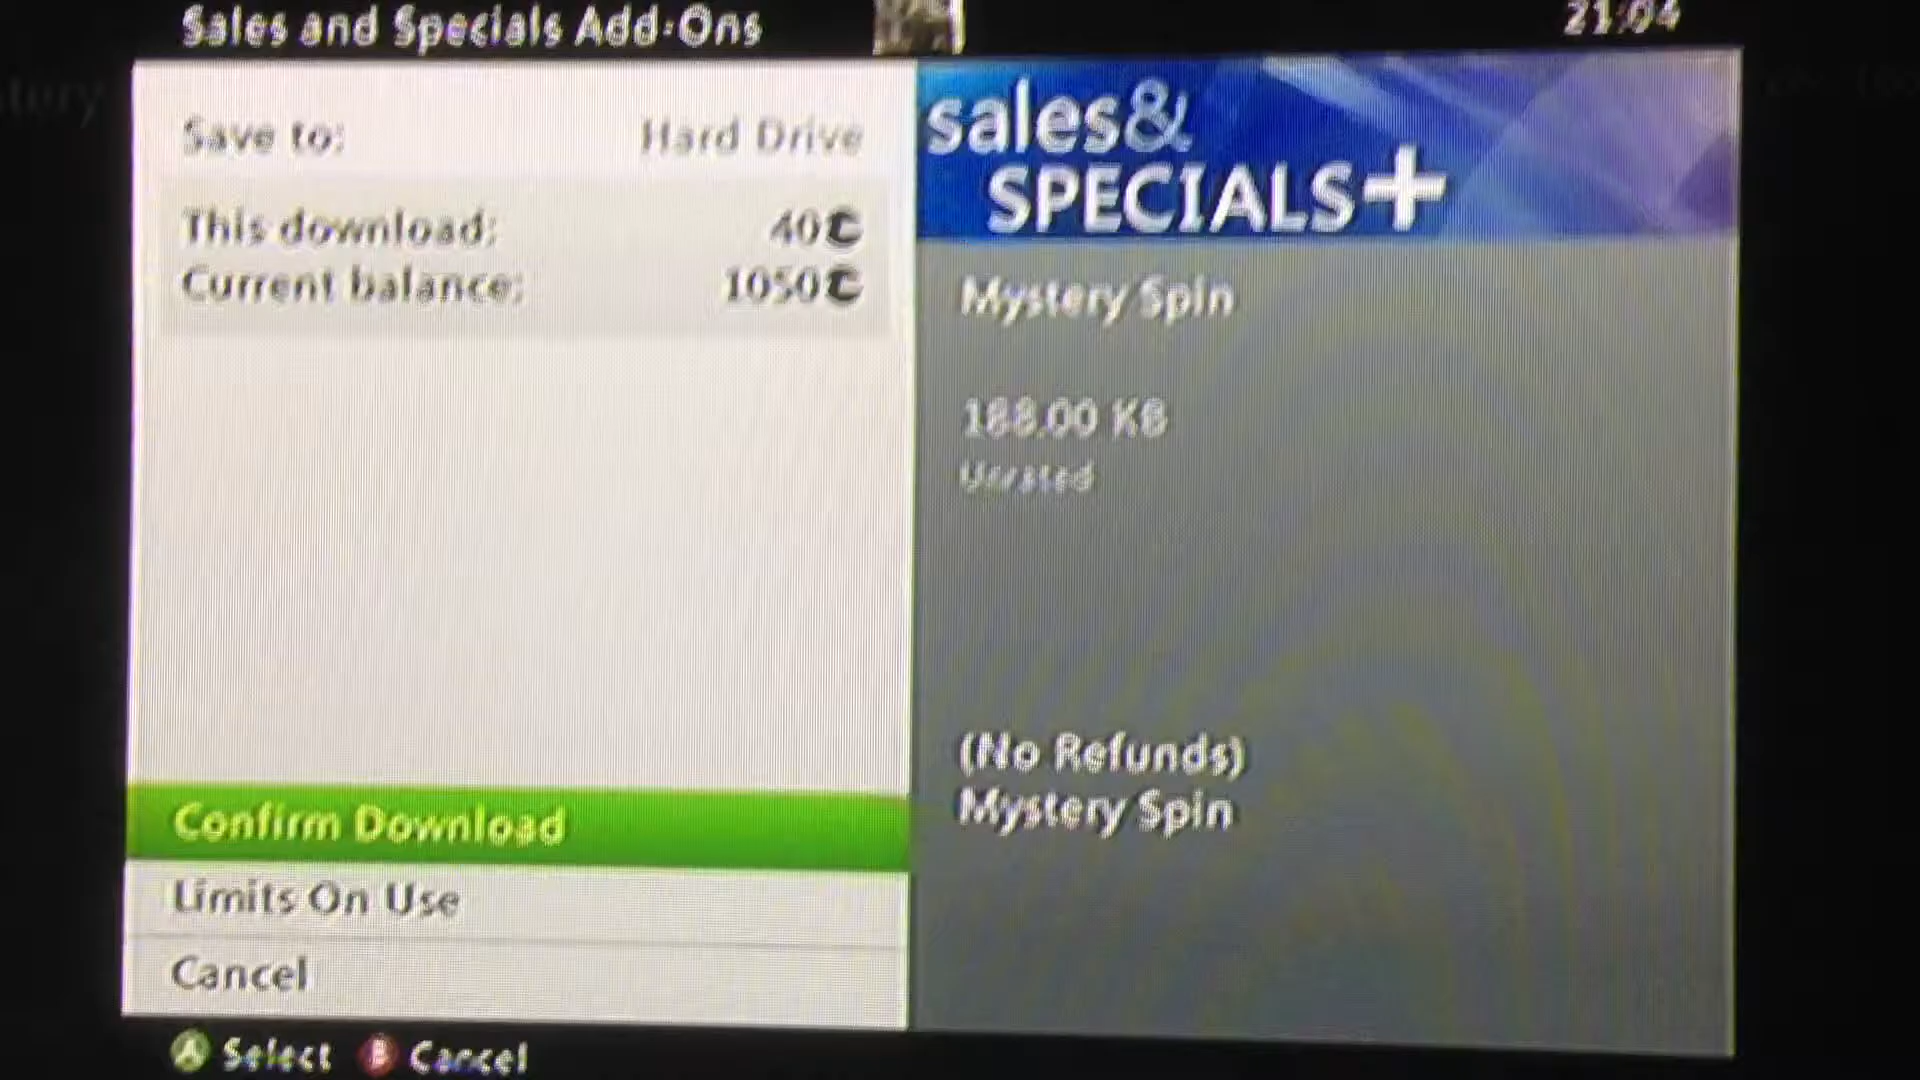 Sales and Specials Add-Ons
21:04
Save to: Hard Drive
This download: 40
Current balance: 1050
Confirm Download
Limits On Use
Cancel
sales&
SPECIALS+
Mystery Spin
188.00 KB
Unrated
(No Refunds)
Mystery Spin
A Select B Cancel